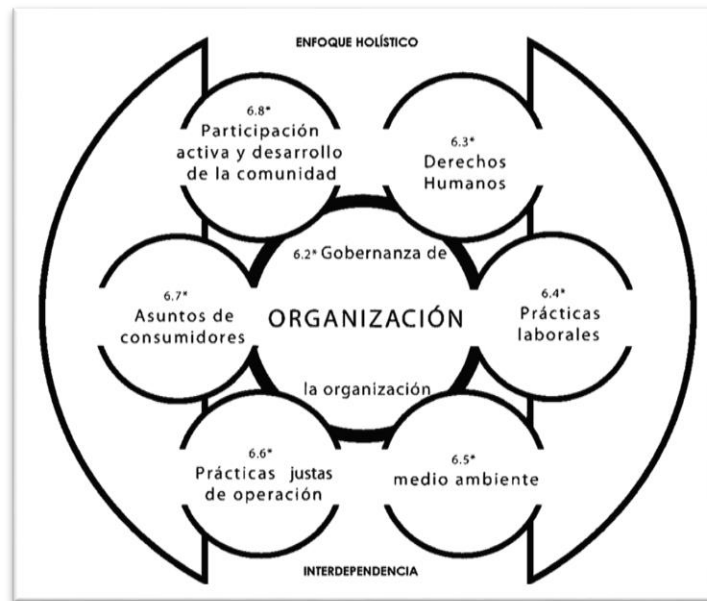 ENFOQUE HOLÍSTICO
6.8*
Participación
activa y desarrollo
de la comunidad
6.3*
Derechos
Humanos
6.2* Gobernanza de
6.7*
Asuntos de
consumidores
ORGANIZACIÓN
6.4*
Prácticas
laborales
la organización
6.6*
Prácticas justas
de operación
6.5*
medio ambiente
INTERDEPENDENCIA